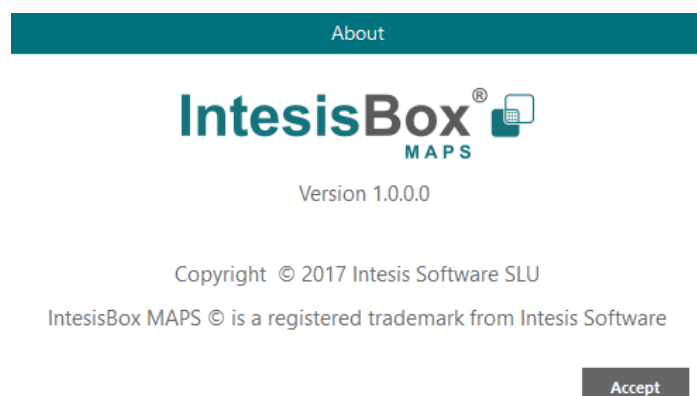 About
IntesisBox®
MAPS
Version 1.0.0.0
Copyright © 2017 Intesis Software SLU
IntesisBox MAPS © is a registered trademark from Intesis Software
Accept